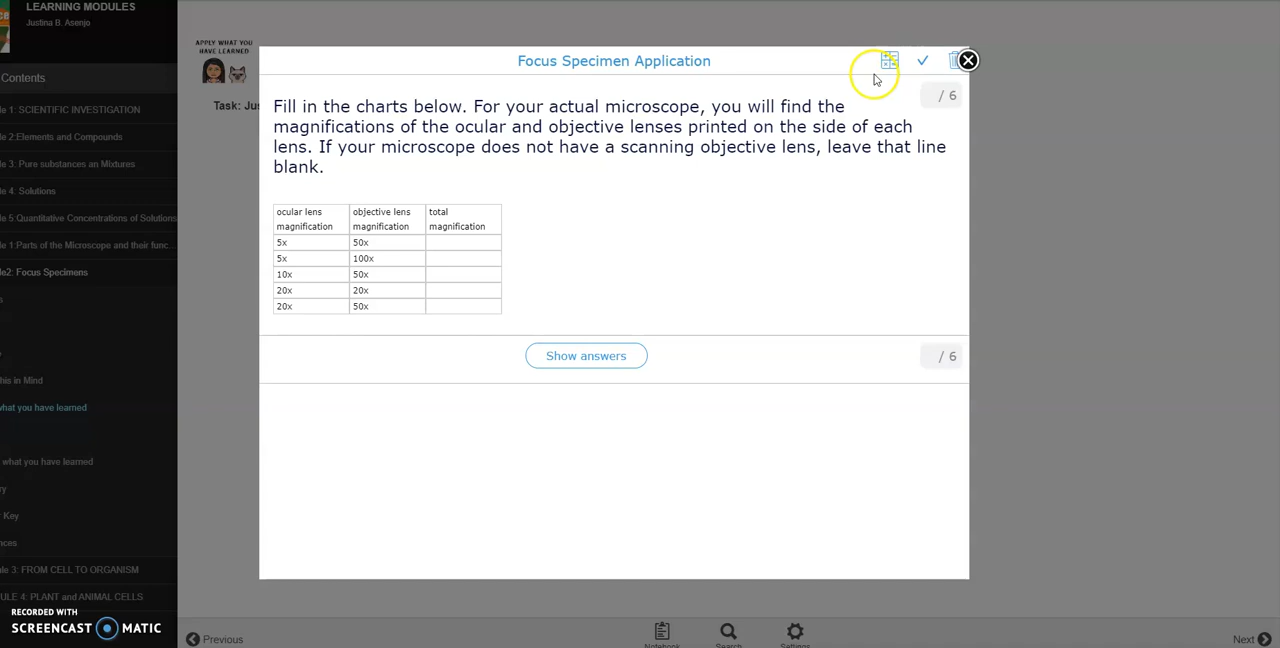 LEARNING MODULES
Justina B. Asenjo
Contents
le 1: SCIENTIFIC INVESTIGATION
le 2:Elements and Compounds
le 3: Pure substances an Mixtures
le 4: Solutions
le 5:Quantitative Concentrations of Solutions
le 1:Parts of the Microscope and their func...
le2: Focus Specimens
his in Mind
what you have learned
what you have learned
ry
Key
nces
le 3: FROM CELL TO ORGANISM
ULE 4: PLANT and ANIMAL CELLS
RECORDED WITH
SCREENCAST MATIC
APPLY WHAT YOU
HAVE LEARNED
Task: Jus
Focus Specimen Application
/ 6
Fill in the charts below. For your actual microscope, you will find the
magnifications of the ocular and objective lenses printed on the side of each
lens. If your microscope does not have a scanning objective lens, leave that line
blank.
ocular lens magnification objective lens magnification total magnification
5x 50x
5x 100x
10x 50x
20x 20x
20x 50x
Show answers
/ 6
Previous
Notebook
Search
Settings
Next